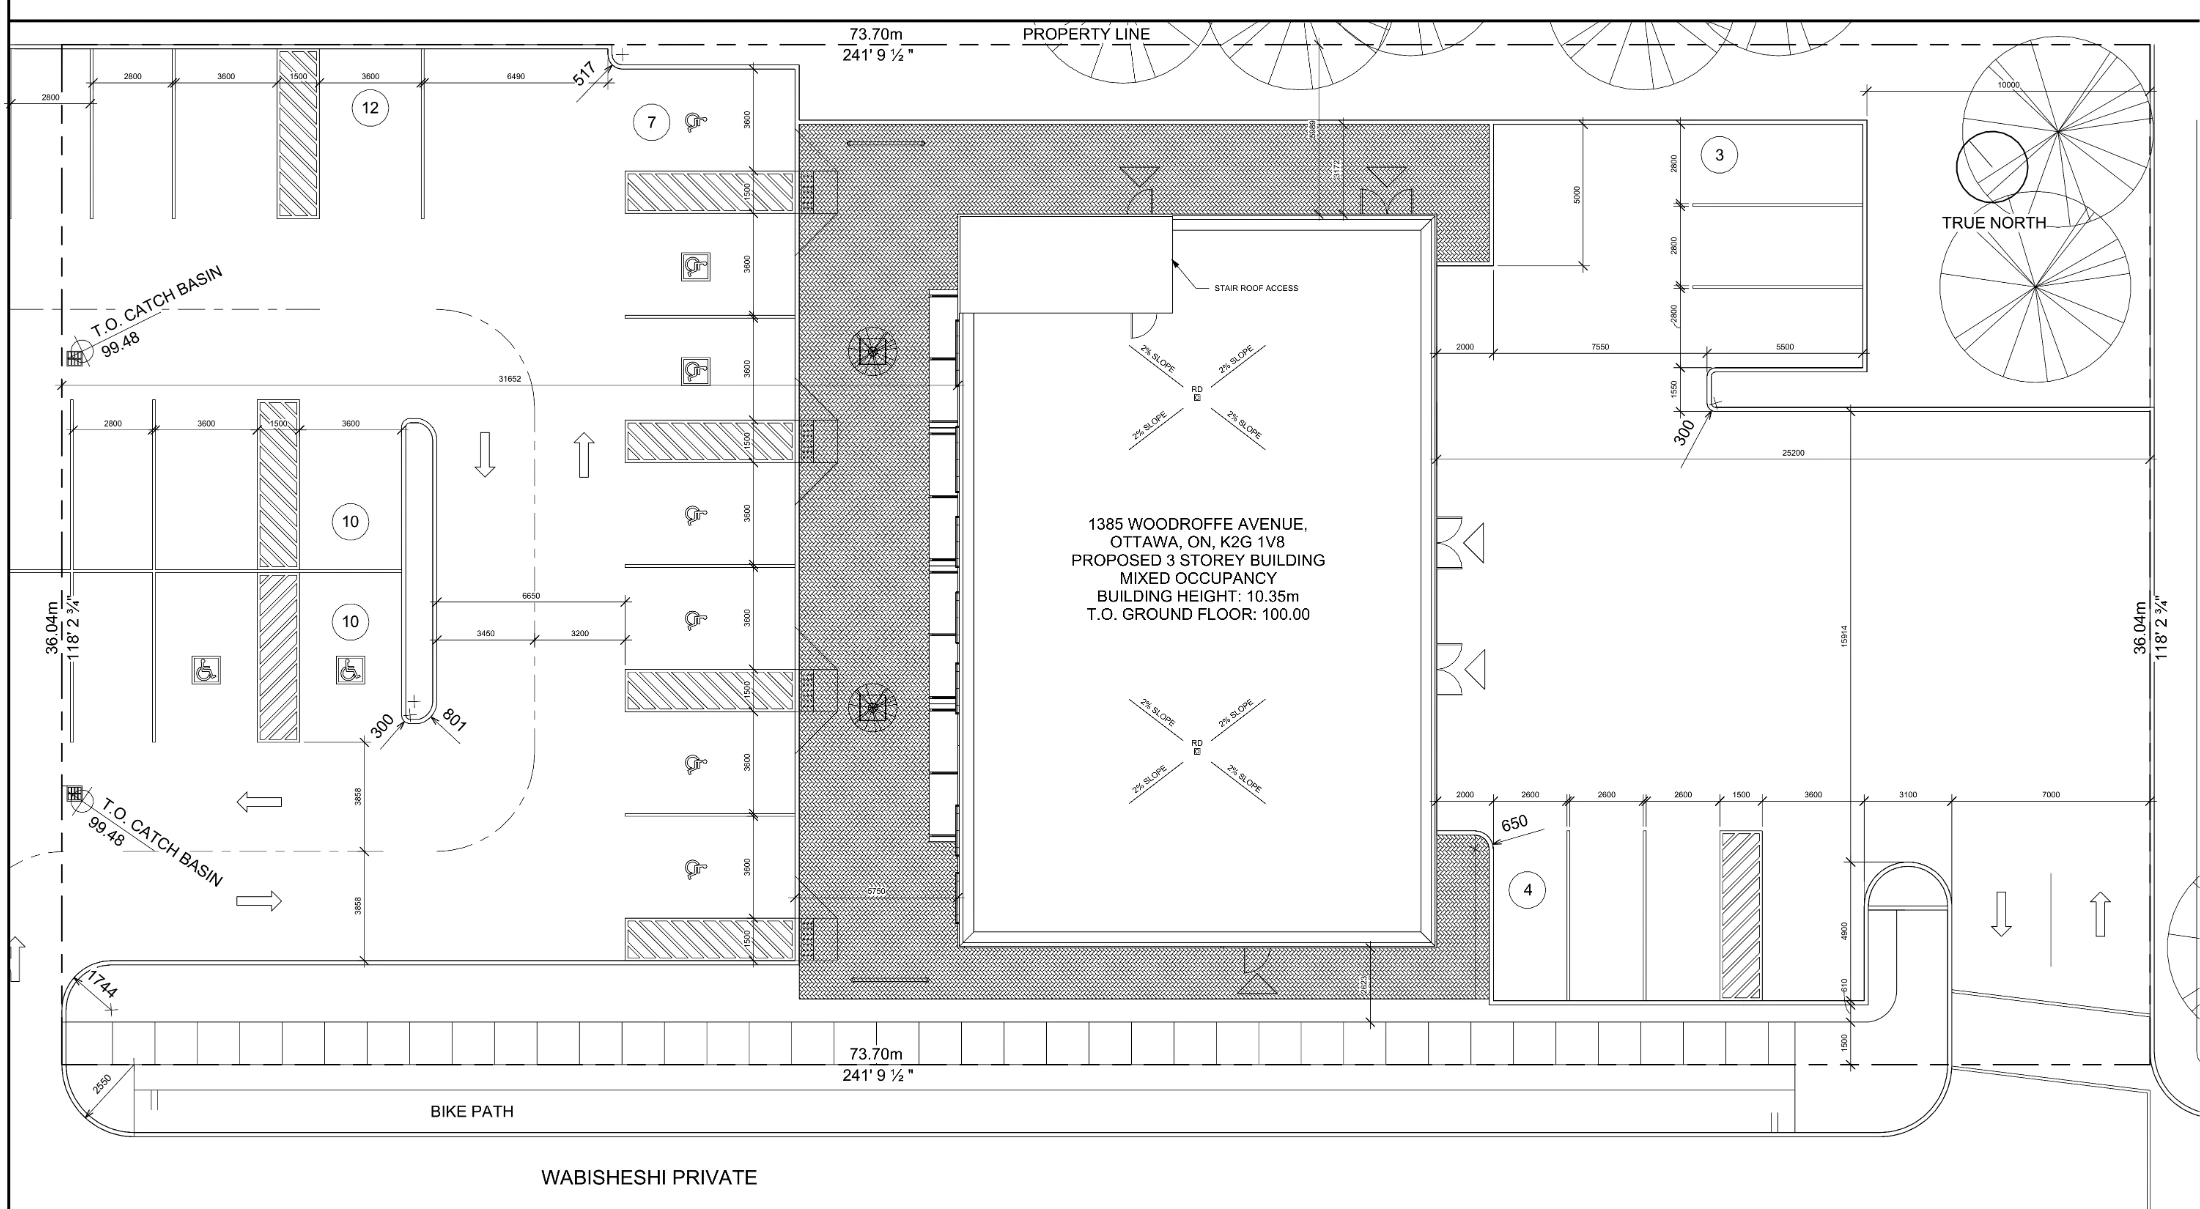 73.70m
241' 9 ½ "
PROPERTY LINE
2800
2800
3600
1500
3600
6490
517
12
7
3600
1500
3600
3600
1500
3600
3600
1500
3600
3600
1500
3
2800
2800
2800
1550
10000
TRUE NORTH
5000
STAIR ROOF ACCESS
T.O. CATCH BASIN
99.48
31652
2800
3600
1500
3600
10
10
6650
3450
3200
300
801
3858
3858
36.04m
118' 2 ¾"
T.O. CATCH BASIN
99.48
1744
2% SLOPE
2% SLOPE
RD
2% SLOPE
2% SLOPE
1385 WOODROFFE AVENUE,
OTTAWA, ON, K2G 1V8
PROPOSED 3 STOREY BUILDING
MIXED OCCUPANCY
BUILDING HEIGHT: 10.35m
T.O. GROUND FLOOR: 100.00
2% SLOPE
2% SLOPE
RD
2% SLOPE
2% SLOPE
5750
2000
7550
5500
300
25200
15914
36.04m
118' 2 ¾"
2000
2600
2600
2600
1500
3600
3100
7000
650
4
4900
610
1500
73.70m
241' 9 ½ "
2550
BIKE PATH
WABISHESHI PRIVATE